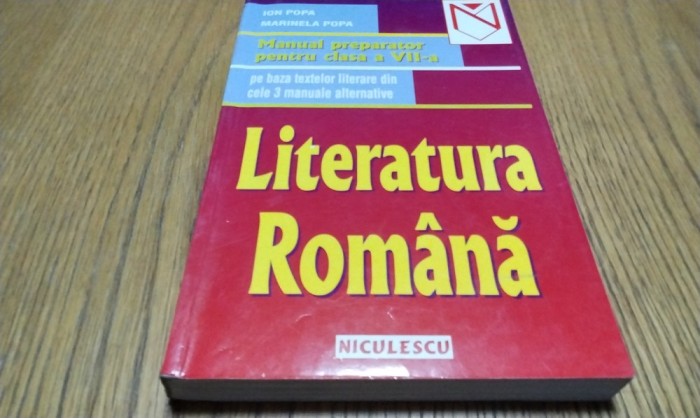 ION POPA
MARINELA POPA
Manual preparator
pentru clasa a VII-a
pe baza textelor literare din
cele 3 manuale alternative
Literatura
Română
NICULESCU